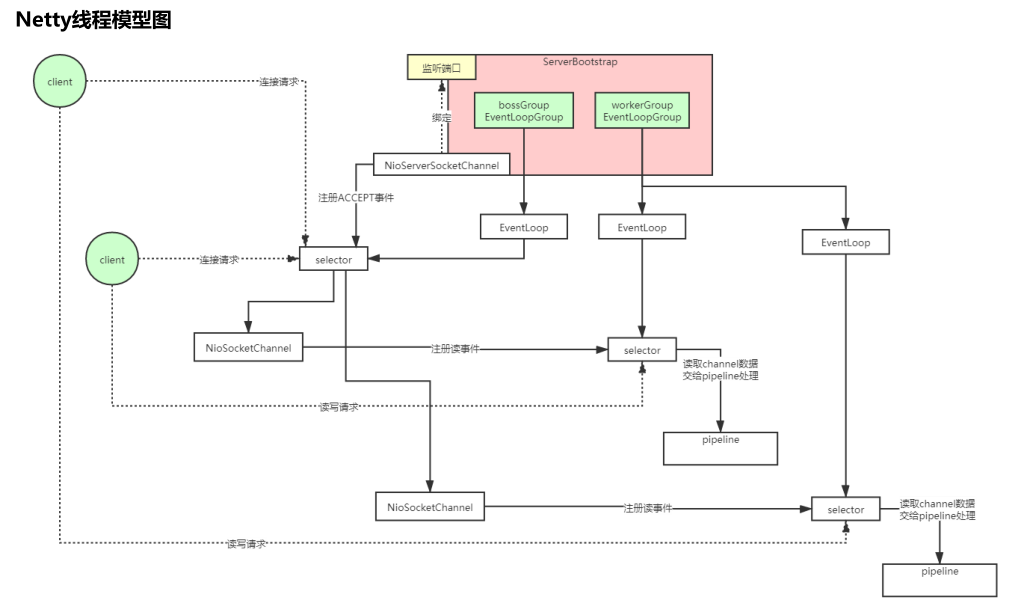 Netty线程模型图
client
连接请求
监听端口
ServerBootstrap
bossGroup
EventLoopGroup
workerGroup
EventLoopGroup
绑定
NioServerSocketChannel
注册ACCEPT事件
EventLoop
EventLoop
EventLoop
client
连接请求
selector
NioSocketChannel
注册读事件
selector
读取channel数据
交给pipeline处理
读写请求
pipeline
NioSocketChannel
注册读事件
selector
读取channel数据
交给pipeline处理
读写请求
pipeline